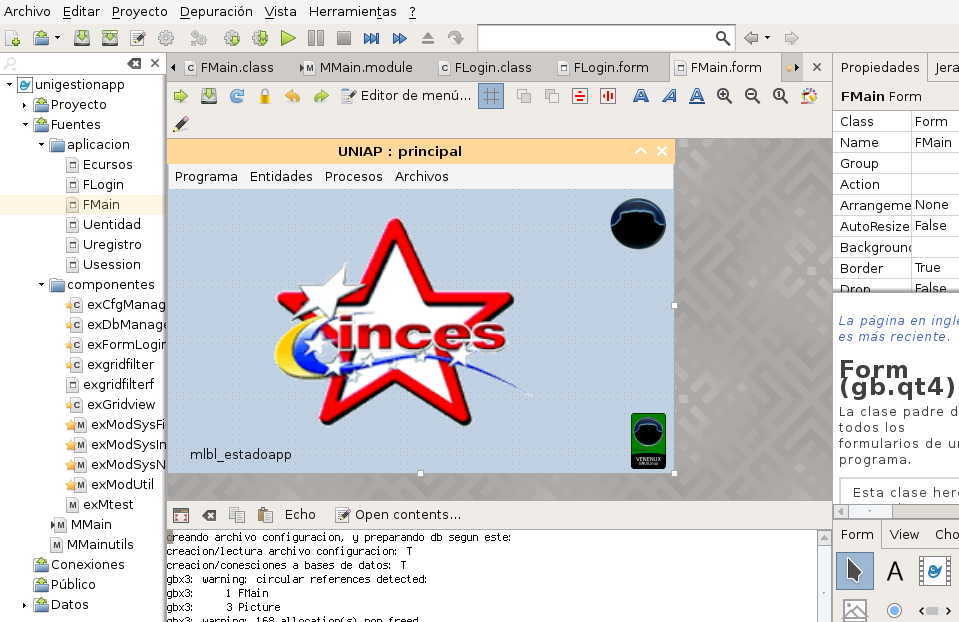 Archivo Editar Proyecto Depuración Vista Herramientas ?
FMain.class MMain.module FLogin.class FLogin.form FMain.form
Editor de menú...
unigestionapp
Proyecto
Fuentes
aplicacion
Ecursos
FLogin
FMain
Uentidad
Uregistro
Usession
componentes
exCfgManag
exDbManage
exFormLogin
exgridfilter
exgridfilterf
exGridview
exModSysFi
exModSysIn
exModSysN
exModUtil
exMtest
MMain
MMainutils
Conexiones
Público
Datos
UNIAP : principal
Programa Entidades Procesos Archivos
inces
mlbl_estadoapp
VENENUX
Echo Open contents...
creando archivo configuracion, y preparando db segun este:
creacion/lectura archivo configuracion: T
creacion/conesciones a bases de datos: T
gbx3: warning: circular references detected:
gbx3: 1 FMain
gbx3: 3 Picture
gbx3: warning: 168 allocation(s) non freed
Propiedades Jera
FMain Form
Class Form
Name FMain
Group
Action
Arrangeme None
AutoResize False
Background
Border True
Drop False
La página en ingle
es más reciente.
Form
(gb.qt4)
La clase padre d
todos los
formularios de un
programa.
Esta clase here
Form View Cho
A